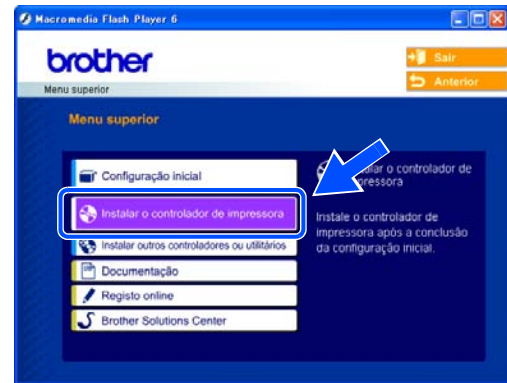 Macromedia Flash Player 6
brother
Sair
Anterior
Menu superior
Menu superior
Configuração inicial
Instalar o controlador de impressora
Instalar outros controladores ou utilitários
Documentação
Registo online
Brother Solutions Center
o controlador de
Instale o controlador de
impressora após a conclusão
da configuração inicial.